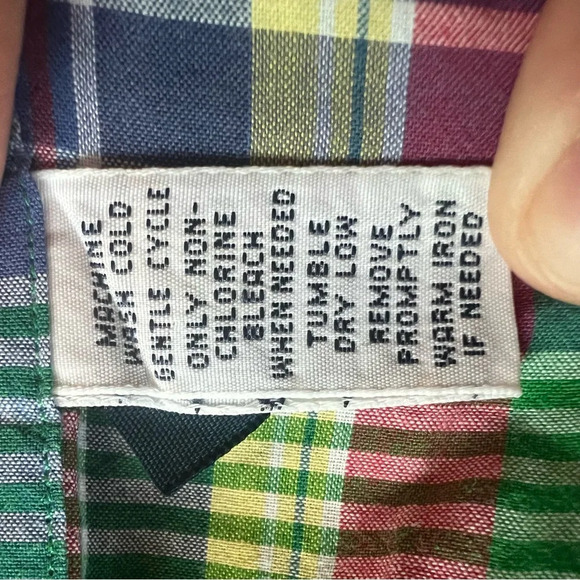 MACHINE
WASH COLD
GENTLE CYCLE
ONLY NON-
CHLORINE
BLEACH
WHEN NEEDED
TUMBLE
DRY LOW
REMOVE
PROMPTLY
WARM IRON
IF NEEDED